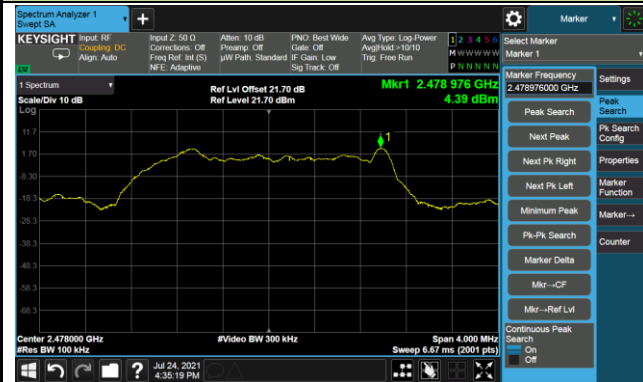 Spectrum Analyzer 1
Swept SA
+
Marker
KEYSIGHT
Input: RF
Coupling: DC
Align: Auto
Input Z: 50 Ω
Corrections: Off
Freq Ref: Int (S)
NFE: Adaptive
Atten: 10 dB
Preamp: Off
µW Path: Standard
PNO: Best Wide
Gate: Off
IF Gain: Low
Sig Track: Off
Avg Type: Log-Power
Avg|Hold:>10/10
Trig: Free Run
1 2 3 4 5 6
M W W W W W
P N N N N N
Select Marker
Marker 1
1 Spectrum
Scale/Div 10 dB
Log
Ref Lvl Offset 21.70 dB
Ref Level 21.70 dBm
Mkr1 2.478 976 GHz
4.39 dBm
11.7
1.70
-8.30
-18.3
-28.3
-38.3
-48.3
-58.3
-68.3
1
Center 2.478000 GHz
#Res BW 100 kHz
#Video BW 300 kHz
Span 4.000 MHz
Sweep 6.67 ms (2001 pts)
Marker Frequency
2.478976000 GHz
Peak Search
Next Peak
Next Pk Right
Next Pk Left
Minimum Peak
Pk-Pk Search
Marker Delta
Mkr→CF
Mkr→Ref Lvl
Continuous Peak
Search
On
Off
Settings
Peak
Search
Pk Search
Config
Properties
Marker
Function
Marker→
Counter
?
Jul 24, 2021
4:35:19 PM